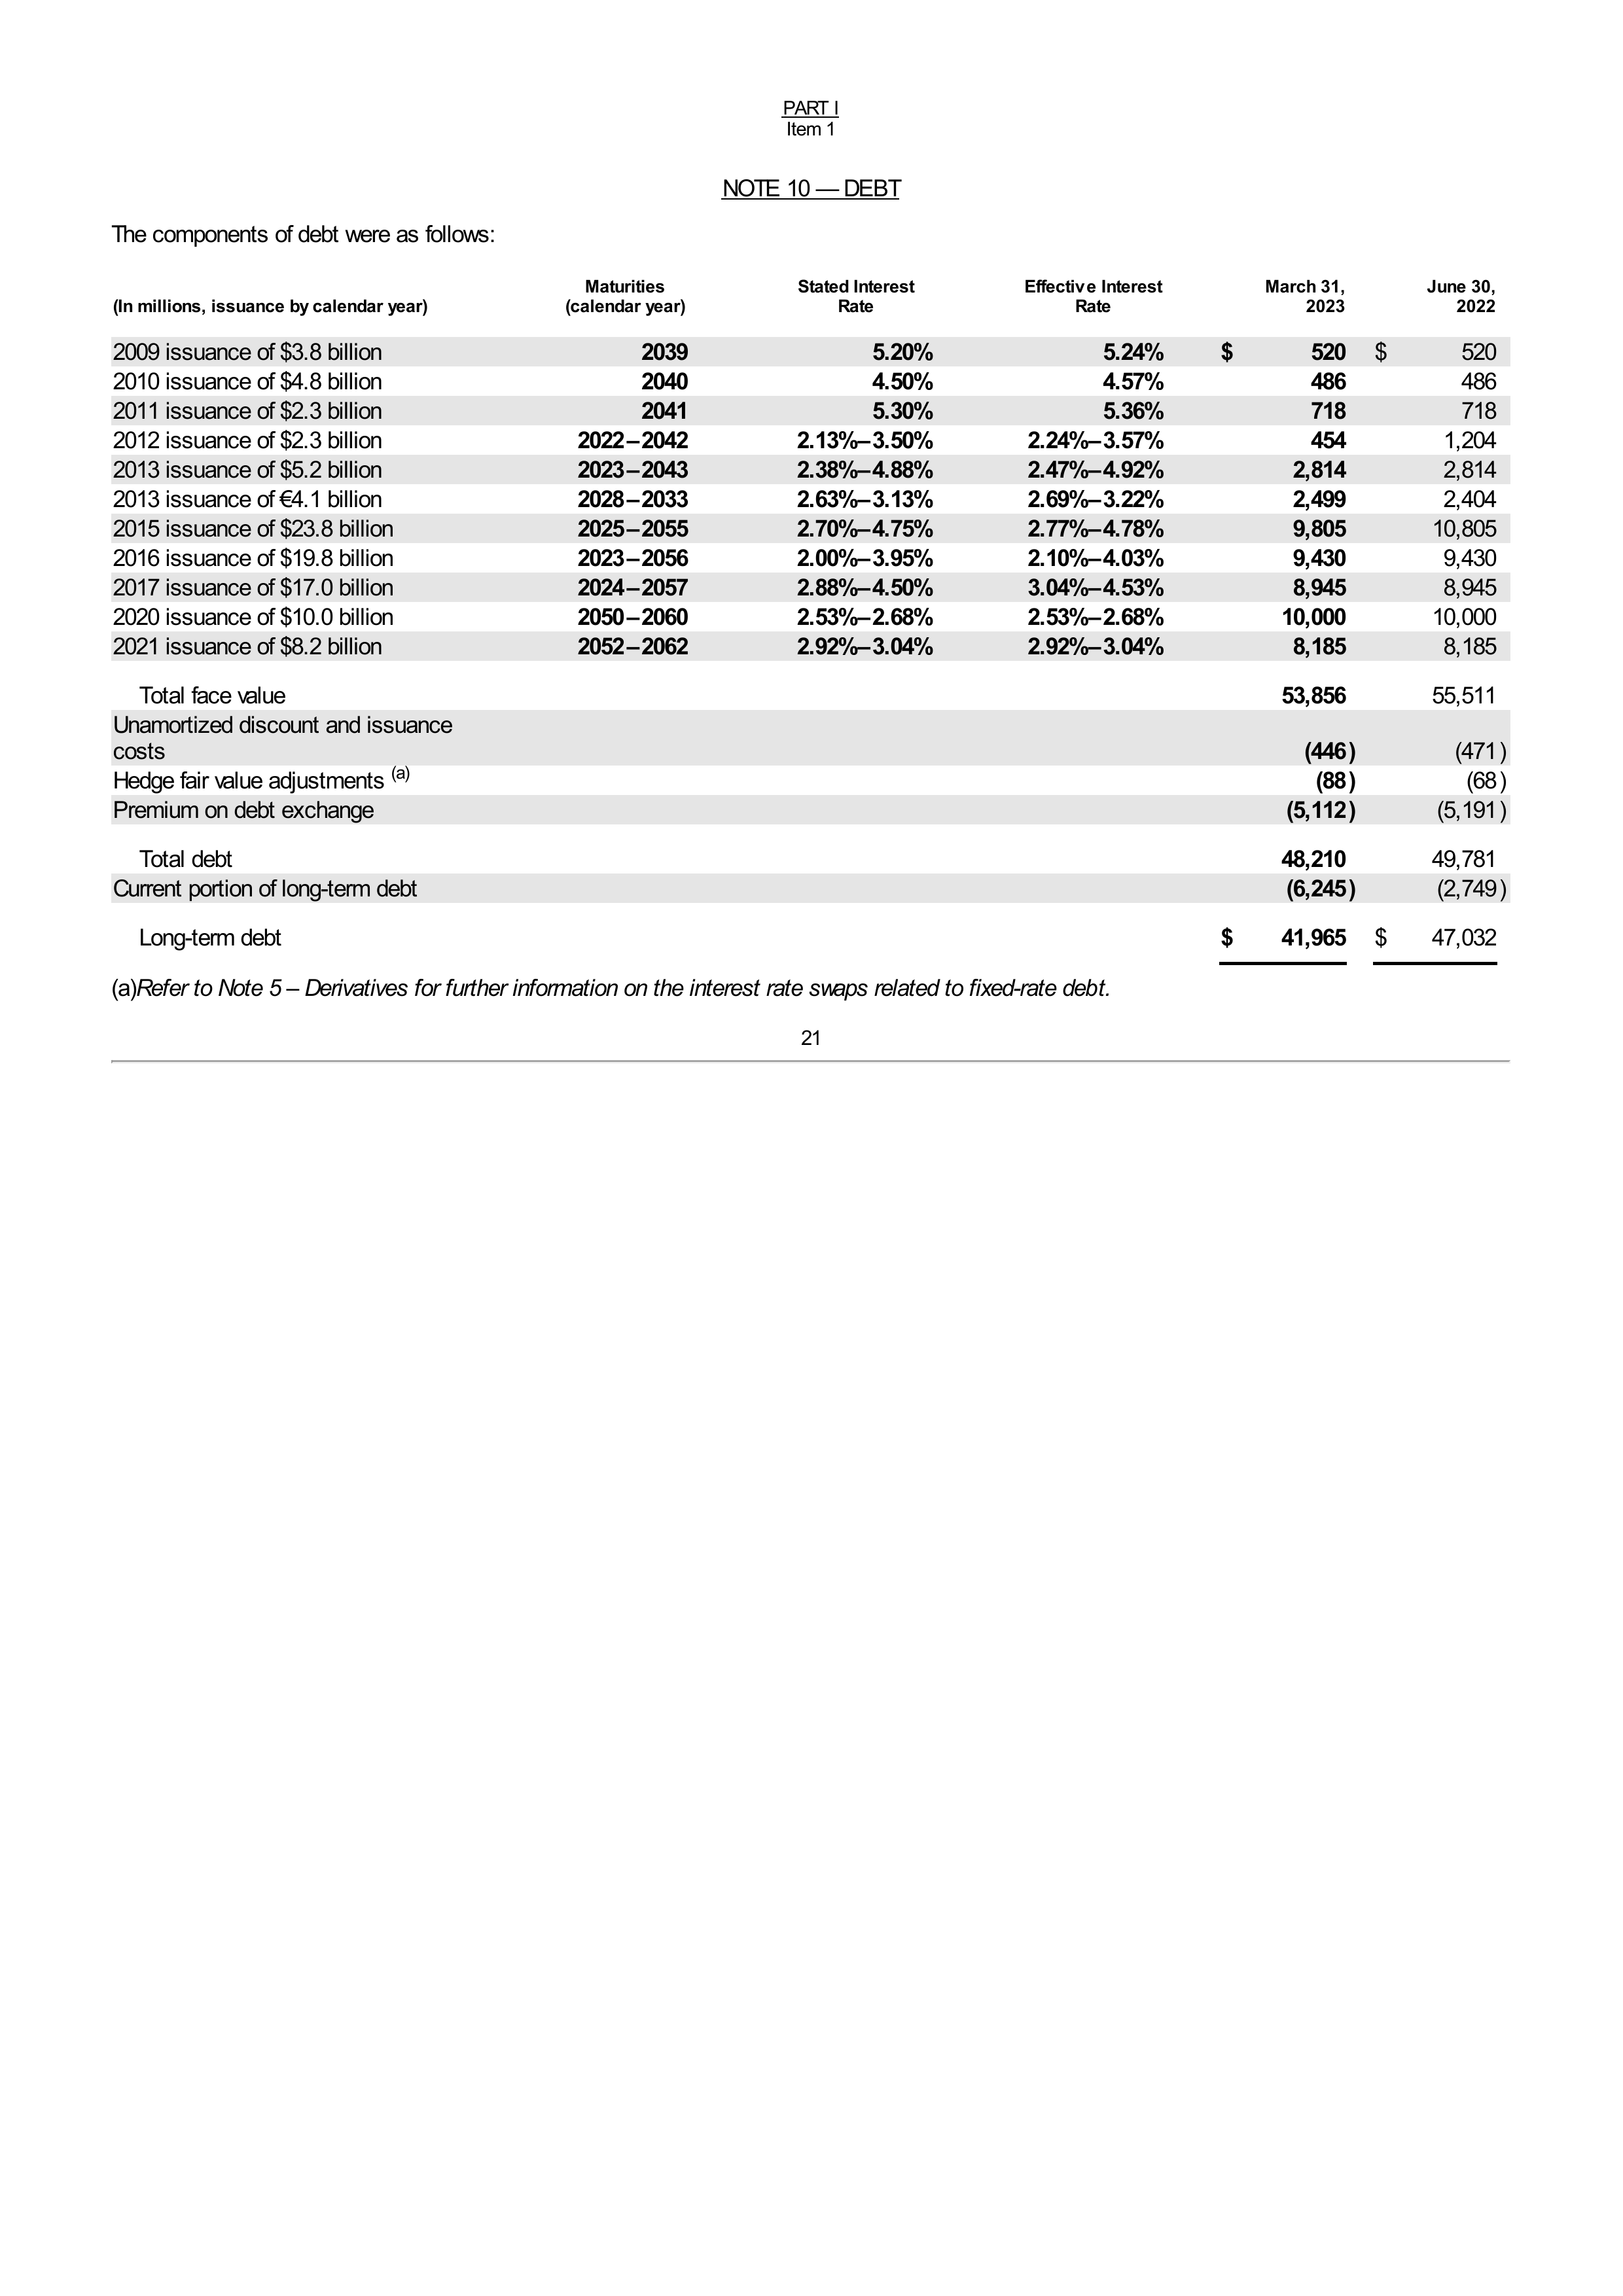 PART I
Item 1
NOTE 10 — DEBT
The components of debt were as follows:
(In millions, issuance by calendar year) Maturities (calendar year) Stated Interest Rate Effective Interest Rate March 31, 2023 June 30, 2022
2009 issuance of $3.8 billion 2039 5.20% 5.24% $ 520 $ 520
2010 issuance of $4.8 billion 2040 4.50% 4.57% 486 486
2011 issuance of $2.3 billion 2041 5.30% 5.36% 718 718
2012 issuance of $2.3 billion 2022–2042 2.13%–3.50% 2.24%–3.57% 454 1,204
2013 issuance of $5.2 billion 2023–2043 2.38%–4.88% 2.47%–4.92% 2,814 2,814
2013 issuance of €4.1 billion 2028–2033 2.63%–3.13% 2.69%–3.22% 2,499 2,404
2015 issuance of $23.8 billion 2025–2055 2.70%–4.75% 2.77%–4.78% 9,805 10,805
2016 issuance of $19.8 billion 2023–2056 2.00%–3.95% 2.10%–4.03% 9,430 9,430
2017 issuance of $17.0 billion 2024–2057 2.88%–4.50% 3.04%–4.53% 8,945 8,945
2020 issuance of $10.0 billion 2050–2060 2.53%–2.68% 2.53%–2.68% 10,000 10,000
2021 issuance of $8.2 billion 2052–2062 2.92%–3.04% 2.92%–3.04% 8,185 8,185
Total face value 53,856 55,511
Unamortized discount and issuance
costs (446) (471)
Hedge fair value adjustments (a) (88) (68)
Premium on debt exchange (5,112) (5,191)
Total debt 48,210 49,781
Current portion of long-term debt (6,245) (2,749)
Long-term debt $ 41,965 $ 47,032
(a)Refer to Note 5 – Derivatives for further information on the interest rate swaps related to fixed-rate debt.
21